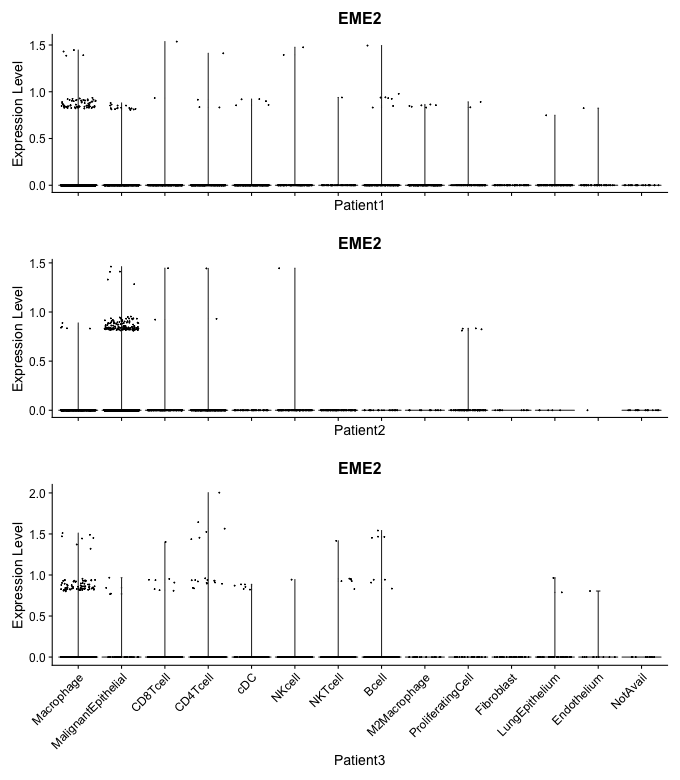 EME2
Expression Level
1.5
1.0
0.5
0.0
Patient1
EME2
Expression Level
1.5
1.0
0.5
0.0
Patient2
EME2
Expression Level
2.0
1.5
1.0
0.5
0.0
Macrophage
MalignantEpithelial
CD8Tcell
CD4Tcell
cDC
NKcell
NKTcell
Bcell
M2Macrophage
ProliferatingCell
Fibroblast
LungEpithelium
Endothelium
NotAvail
Patient3